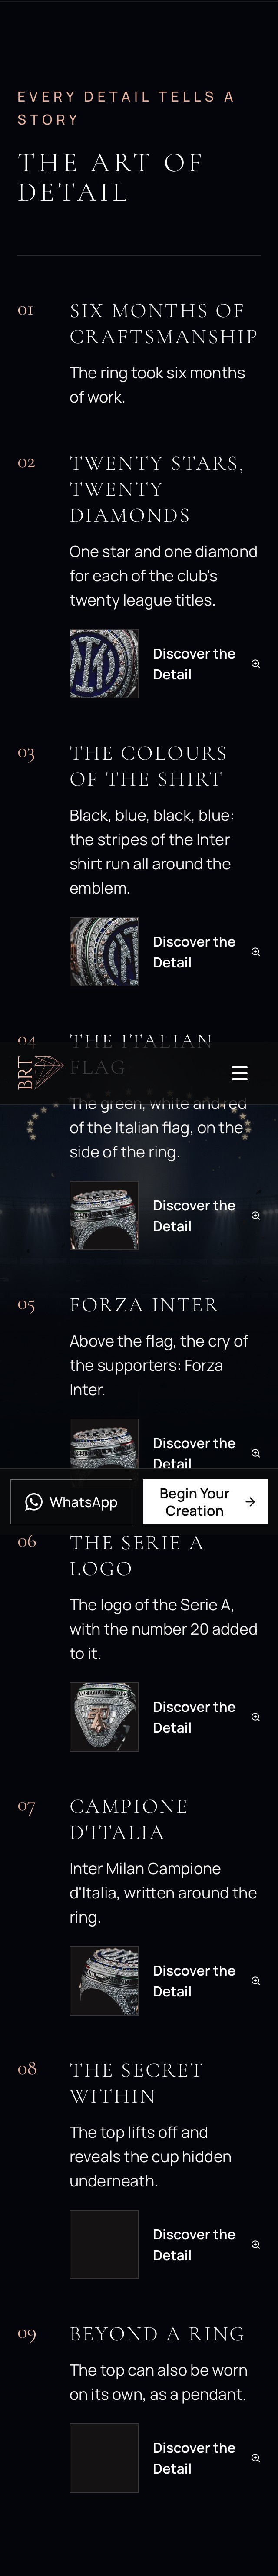 EVERY DETAIL TELLS A
STORY
THE ART OF
DETAIL
01
SIX MONTHS OF
CRAFTSMANSHIP
The ring took six months
of work.
02
TWENTY STARS,
TWENTY
DIAMONDS
One star and one diamond
for each of the club's
twenty league titles.
Discover the
Detail
03
THE COLOURS
OF THE SHIRT
Black, blue, black, blue:
the stripes of the Inter
shirt run all around the
emblem.
Discover the
Detail
04
THE ITALIAN
FLAG
BRT
The green, white and red
of the Italian flag, on the
side of the ring.
Discover the
Detail
05
FORZA INTER
Above the flag, the cry of
the supporters: Forza
Inter.
Discover the
Detail
WhatsApp
Begin Your
Creation
06
THE SERIE A
LOGO
The logo of the Serie A,
with the number 20 added
to it.
Discover the
Detail
07
CAMPIONE
D'ITALIA
Inter Milan Campione
d'Italia, written around the
ring.
Discover the
Detail
08
THE SECRET
WITHIN
The top lifts off and
reveals the cup hidden
underneath.
Discover the
Detail
09
BEYOND A RING
The top can also be worn
on its own, as a pendant.
Discover the
Detail